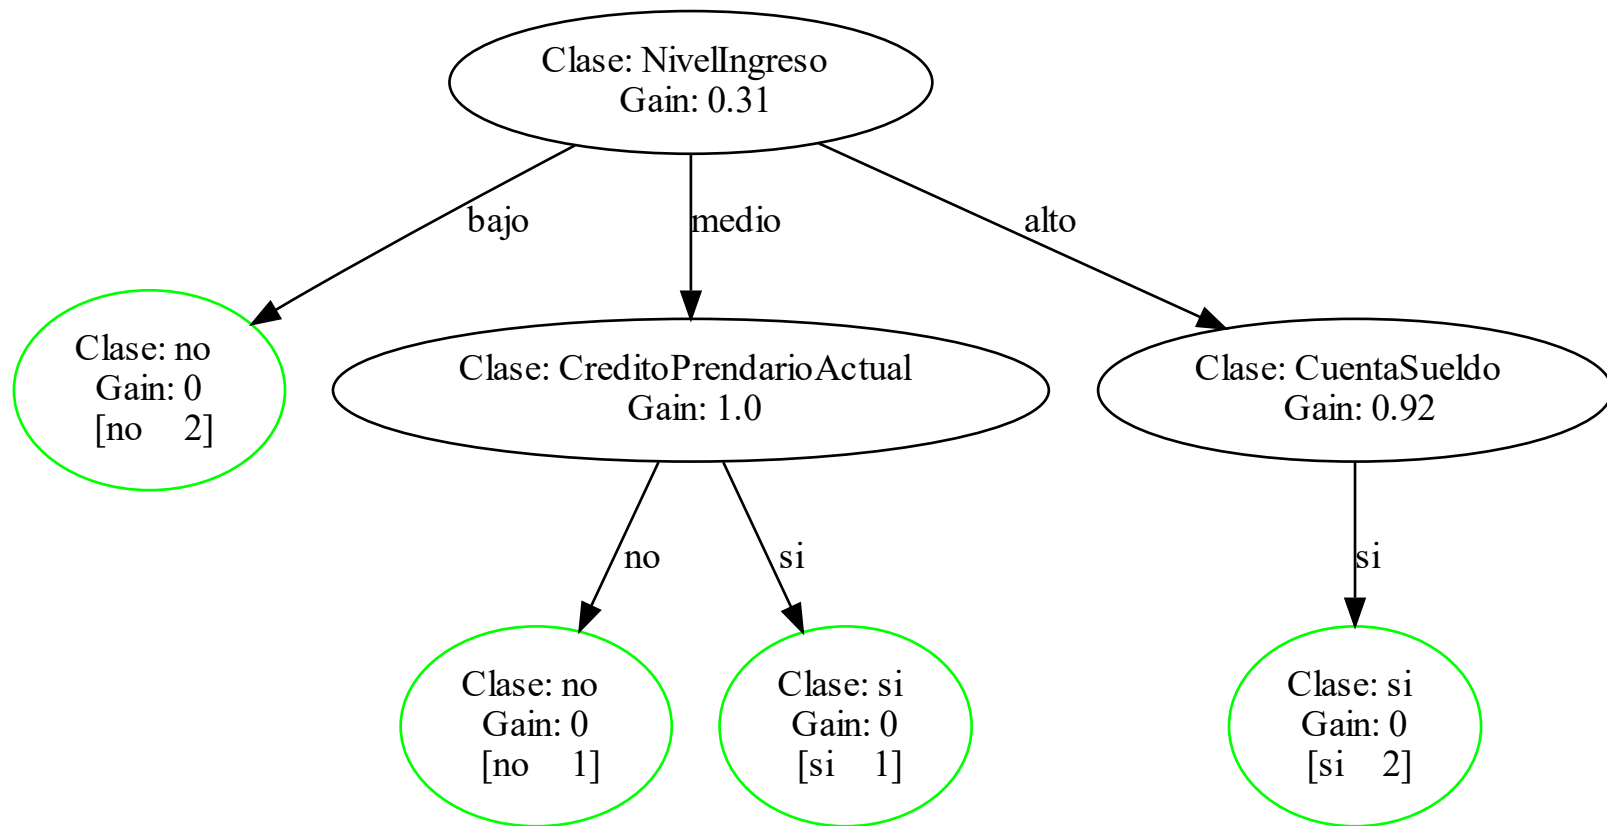 Clase: NivelIngreso
Gain: 0.31
bajo
medio
alto
Clase: no
Gain: 0
[no 2]
Clase: CreditoPrendarioActual
Gain: 1.0
Clase: CuentaSueldo
Gain: 0.92
no
si
si
Clase: no
Gain: 0
[no 1]
Clase: si
Gain: 0
[si 1]
Clase: si
Gain: 0
[si 2]